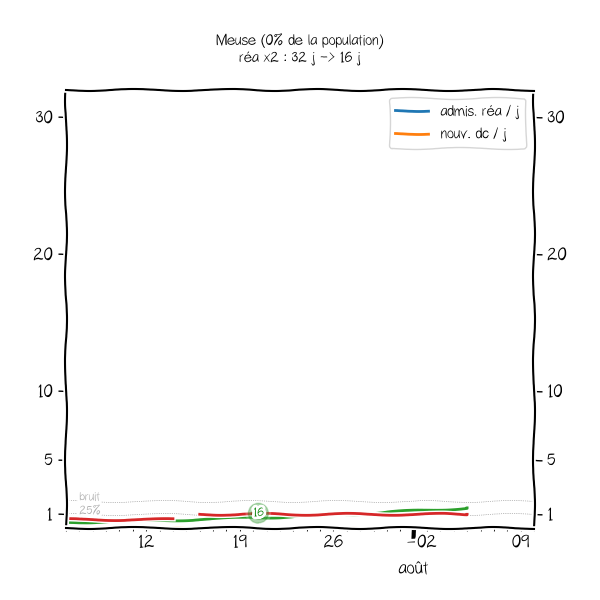 Meuse (0% de la population)
réa x2 : 32 j -> 16 j
admis. réa / j
nouv. dc / j
30
30
20
20
10
10
5
5
bruit
25%
16
1
1
12
19
26
02
09
août